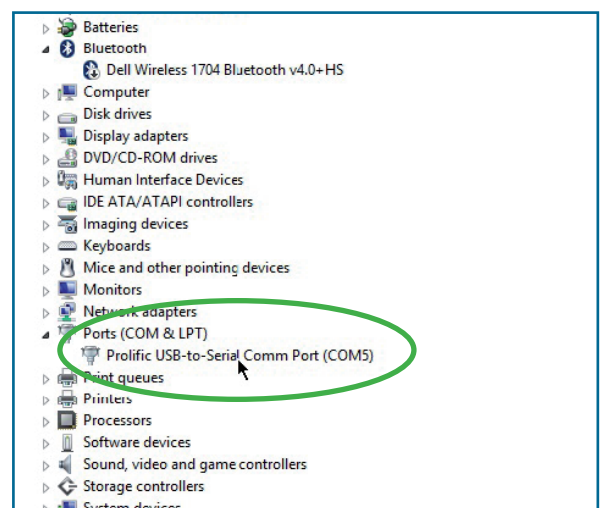 Batteries
Bluetooth
Dell Wireless 1704 Bluetooth v4.0+HS
Computer
Disk drives
Display adapters
DVD/CD-ROM drives
Human Interface Devices
IDE ATA/ATAPI controllers
Imaging devices
Keyboards
Mice and other pointing devices
Monitors
Network adapters
Ports (COM & LPT)
Prolific USB-to-Serial Comm Port (COM5)
Print queues
Printers
Processors
Software devices
Sound, video and game controllers
Storage controllers
System devices